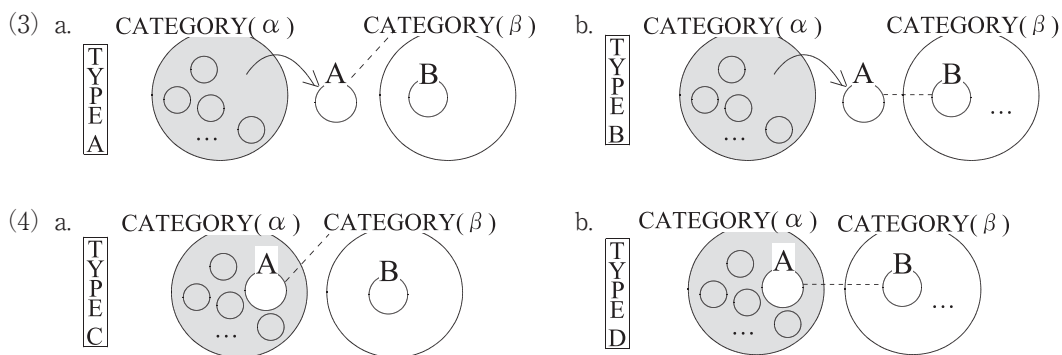 (3) a. CATEGORY(α) CATEGORY(β) b. CATEGORY(α) CATEGORY(β)
TYPE A
A
B
...
TYPE B
A
B
...
...
(4) a. CATEGORY(α) CATEGORY(β) b. CATEGORY(α) CATEGORY(β)
TYPE C
A
B
...
TYPE D
A
B
...
...